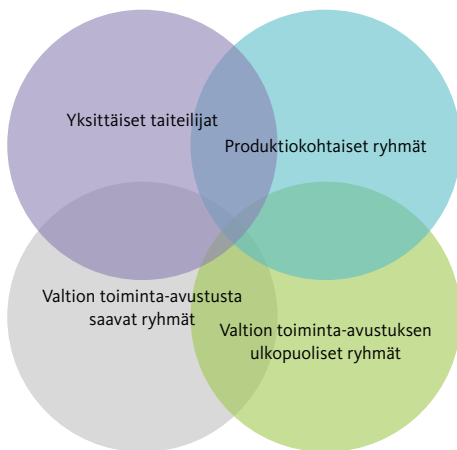 Yksittäiset taiteilijat
Produktiokohtaiset ryhmät
Valtion toiminta-avustusta
saavat ryhmät
Valtion toiminta-avustuksen
ulkopuoliset ryhmät